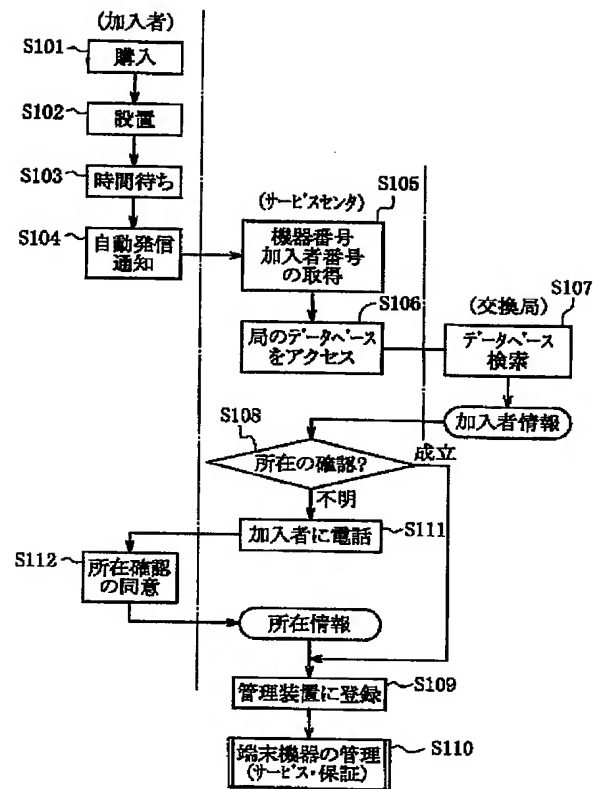 (加入者)
S101
購入
S102
設置
S103
時間待ち
S104
自動発信
通知
(サービスセンタ)
S105
機器番号
加入者番号
の取得
S106
局のデータベース
をアクセス
(交換局)
S107
データベース
検索
加入者情報
S108
所在の確認?
成立
不明
加入者に電話
S111
S112
所在確認
の同意
所在情報
管理装置に登録
S109
端末機器の管理
(サービス・保証)
S110